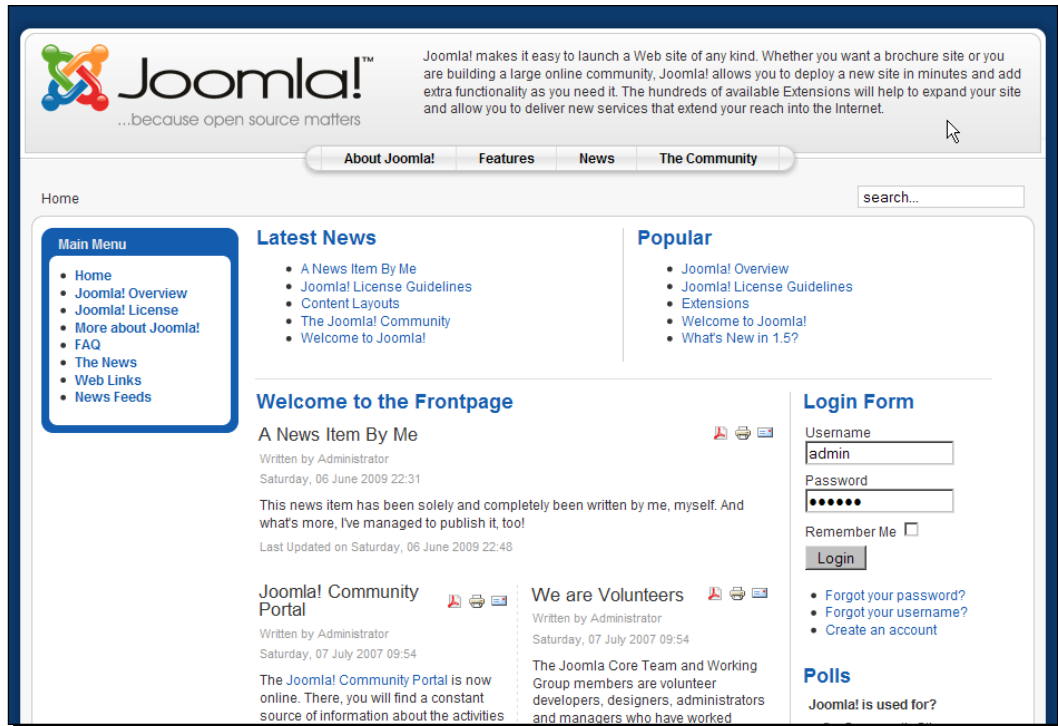 Joomla!™
...because open source matters
Joomla! makes it easy to launch a Web site of any kind. Whether you want a brochure site or you
are building a large online community, Joomla! allows you to deploy a new site in minutes and add
extra functionality as you need it. The hundreds of available Extensions will help to expand your site
and allow you to deliver new services that extend your reach into the Internet.
About Joomla! Features News The Community
Home
search...
Main Menu
Home
Joomla! Overview
Joomla! License
More about Joomla!
FAQ
The News
Web Links
News Feeds
Latest News
A News Item By Me
Joomla! License Guidelines
Content Layouts
The Joomla! Community
Welcome to Joomla!
Popular
Joomla! Overview
Joomla! License Guidelines
Extensions
Welcome to Joomla!
What's New in 1.5?
Welcome to the Frontpage
A News Item By Me
Written by Administrator
Saturday, 06 June 2009 22:31
This news item has been solely and completely been written by me, myself. And
what's more, I've managed to publish it, too!
Last Updated on Saturday, 06 June 2009 22:48
Joomla! Community
Portal
Written by Administrator
Saturday, 07 July 2007 09:54
The Joomla! Community Portal is now
online. There, you will find a constant
source of information about the activities
We are Volunteers
Written by Administrator
Saturday, 07 July 2007 09:54
The Joomla Core Team and Working
Group members are volunteer
developers, designers, administrators
and managers who have worked
Login Form
Username
admin
Password
••••••
Remember Me
Login
Forgot your password?
Forgot your username?
Create an account
Polls
Joomla! is used for?